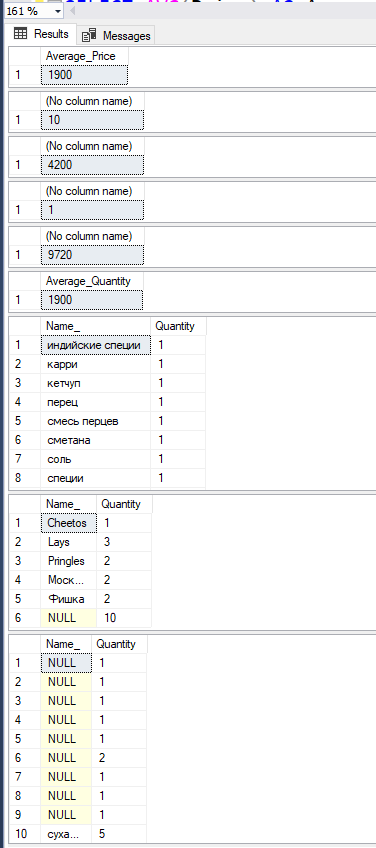 161 %
Results Messages
Average_Price
1 1900
(No column name)
1 10
(No column name)
1 4200
(No column name)
1 1
(No column name)
1 9720
Average_Quantity
1 1900
Name_ Quantity
1 индийские специи 1
2 карри 1
3 кетчуп 1
4 перец 1
5 смесь перцев 1
6 сметана 1
7 соль 1
8 специи 1
Name_ Quantity
1 Cheetos 1
2 Lays 3
3 Pringles 2
4 Моск... 2
5 Фишка 2
6 NULL 10
Name_ Quantity
1 NULL 1
2 NULL 1
3 NULL 1
4 NULL 1
5 NULL 1
6 NULL 2
7 NULL 1
8 NULL 1
9 NULL 1
10 суха... 5